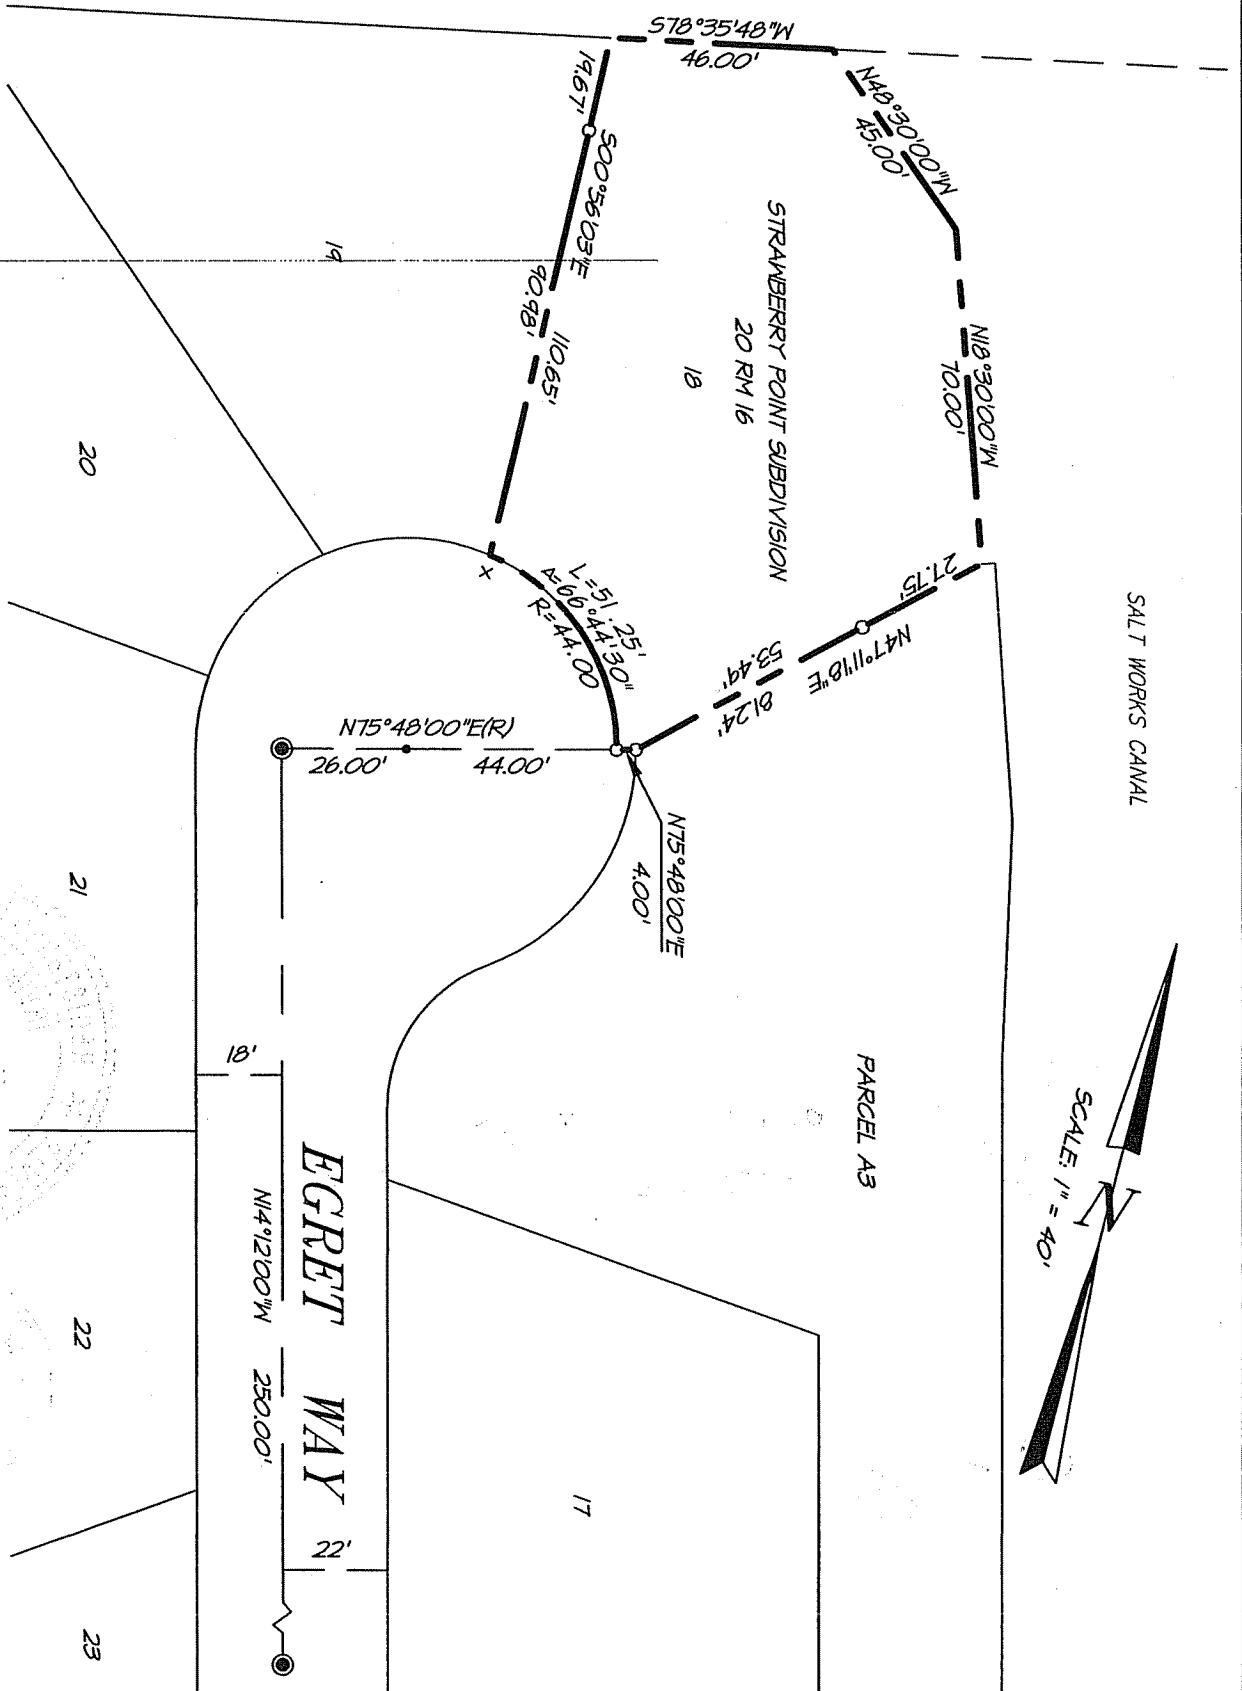 S78°35'48"W
46.00'
N48°30'00"W
45.00'
19.67'
S00°56'03"E
90.98'
110.65'
N18°30'00"W
70.00'
STRAWBERRY POINT SUBDIVISION
20 RM 16
18
19
20
27.75'
N47°11'18"E
53.49'
81.24'
L=51.25'
Δ=66°44'30"
R=44.00
X
SALT WORKS CANAL
N75°48'00"E(R)
26.00'
44.00'
N75°48'00"E
4.00'
21
18'
PARCEL A3
SCALE: 1" = 40'
N
EGRET WAY
N14°12'00"W 250.00'
22
17
22'
23